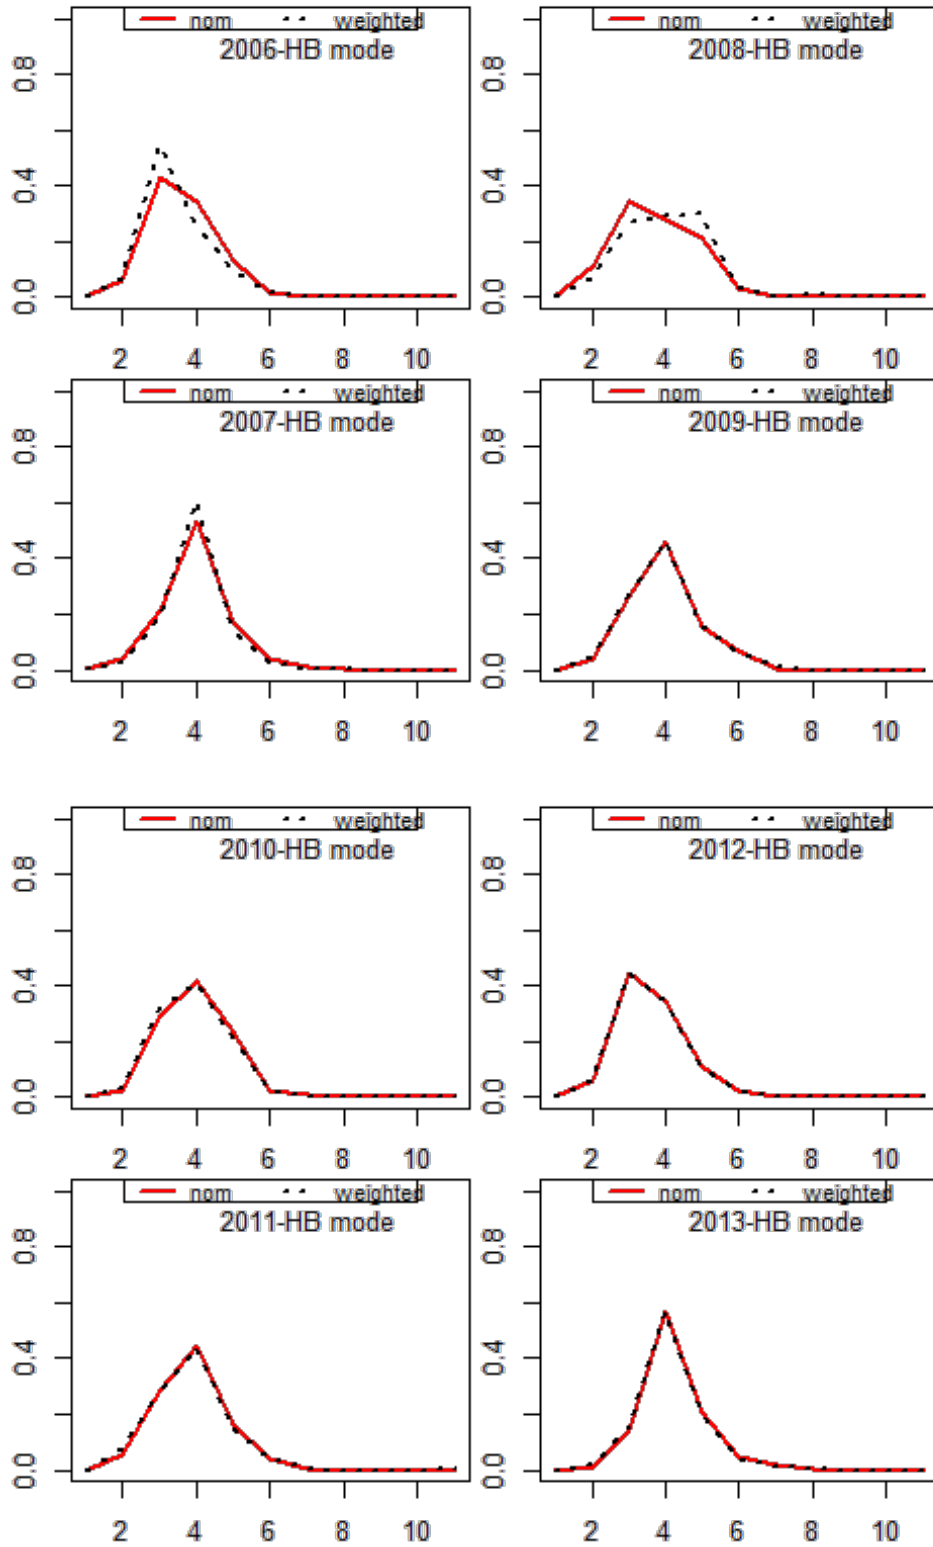 nom weighted
2006-HB mode
0.8
0.4
0.0
2 4 6 8 10
nom weighted
2008-HB mode
0.8
0.4
0.0
2 4 6 8 10
nom weighted
2007-HB mode
0.8
0.4
0.0
2 4 6 8 10
nom weighted
2009-HB mode
0.8
0.4
0.0
2 4 6 8 10
nom weighted
2010-HB mode
0.8
0.4
0.0
2 4 6 8 10
nom weighted
2012-HB mode
0.8
0.4
0.0
2 4 6 8 10
nom weighted
2011-HB mode
0.8
0.4
0.0
2 4 6 8 10
nom weighted
2013-HB mode
0.8
0.4
0.0
2 4 6 8 10